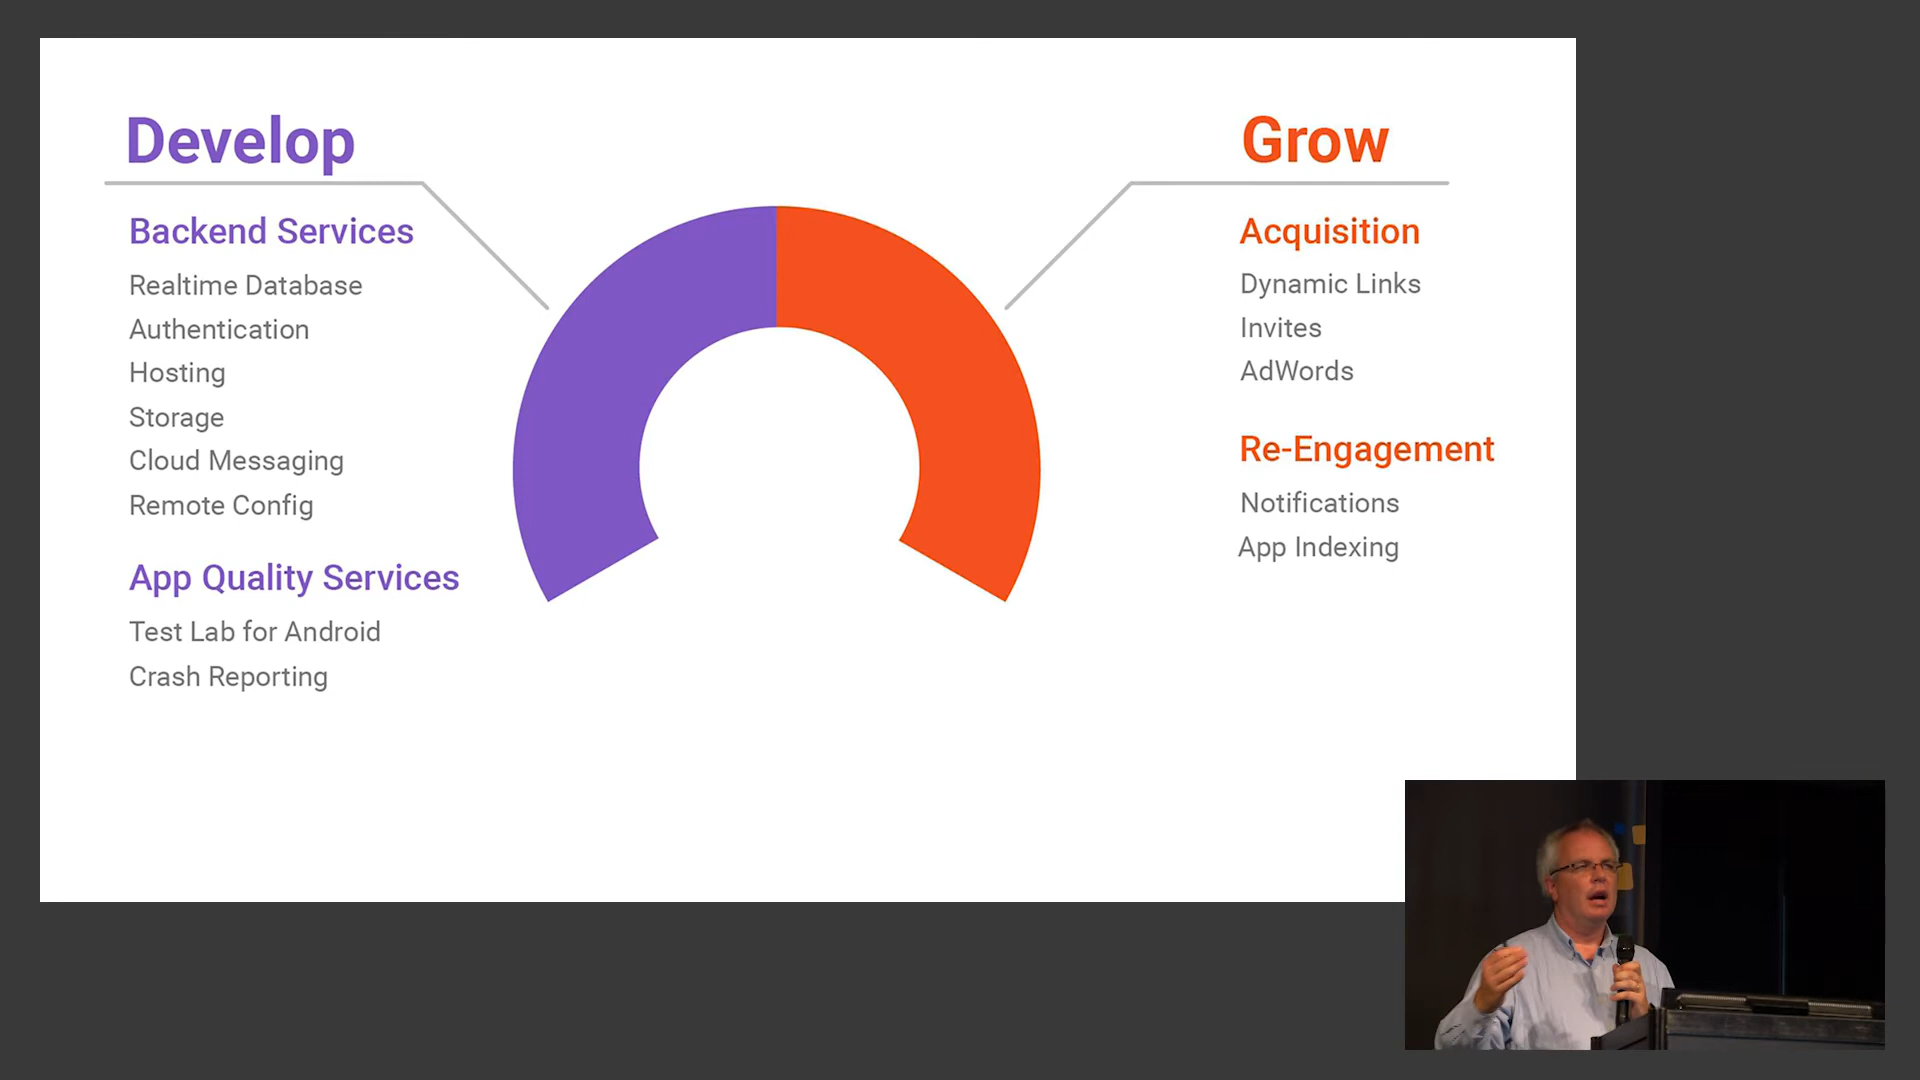 Develop
Backend Services
Realtime Database
Authentication
Hosting
Storage
Cloud Messaging
Remote Config
App Quality Services
Test Lab for Android
Crash Reporting
Grow
Acquisition
Dynamic Links
Invites
AdWords
Re-Engagement
Notifications
App Indexing